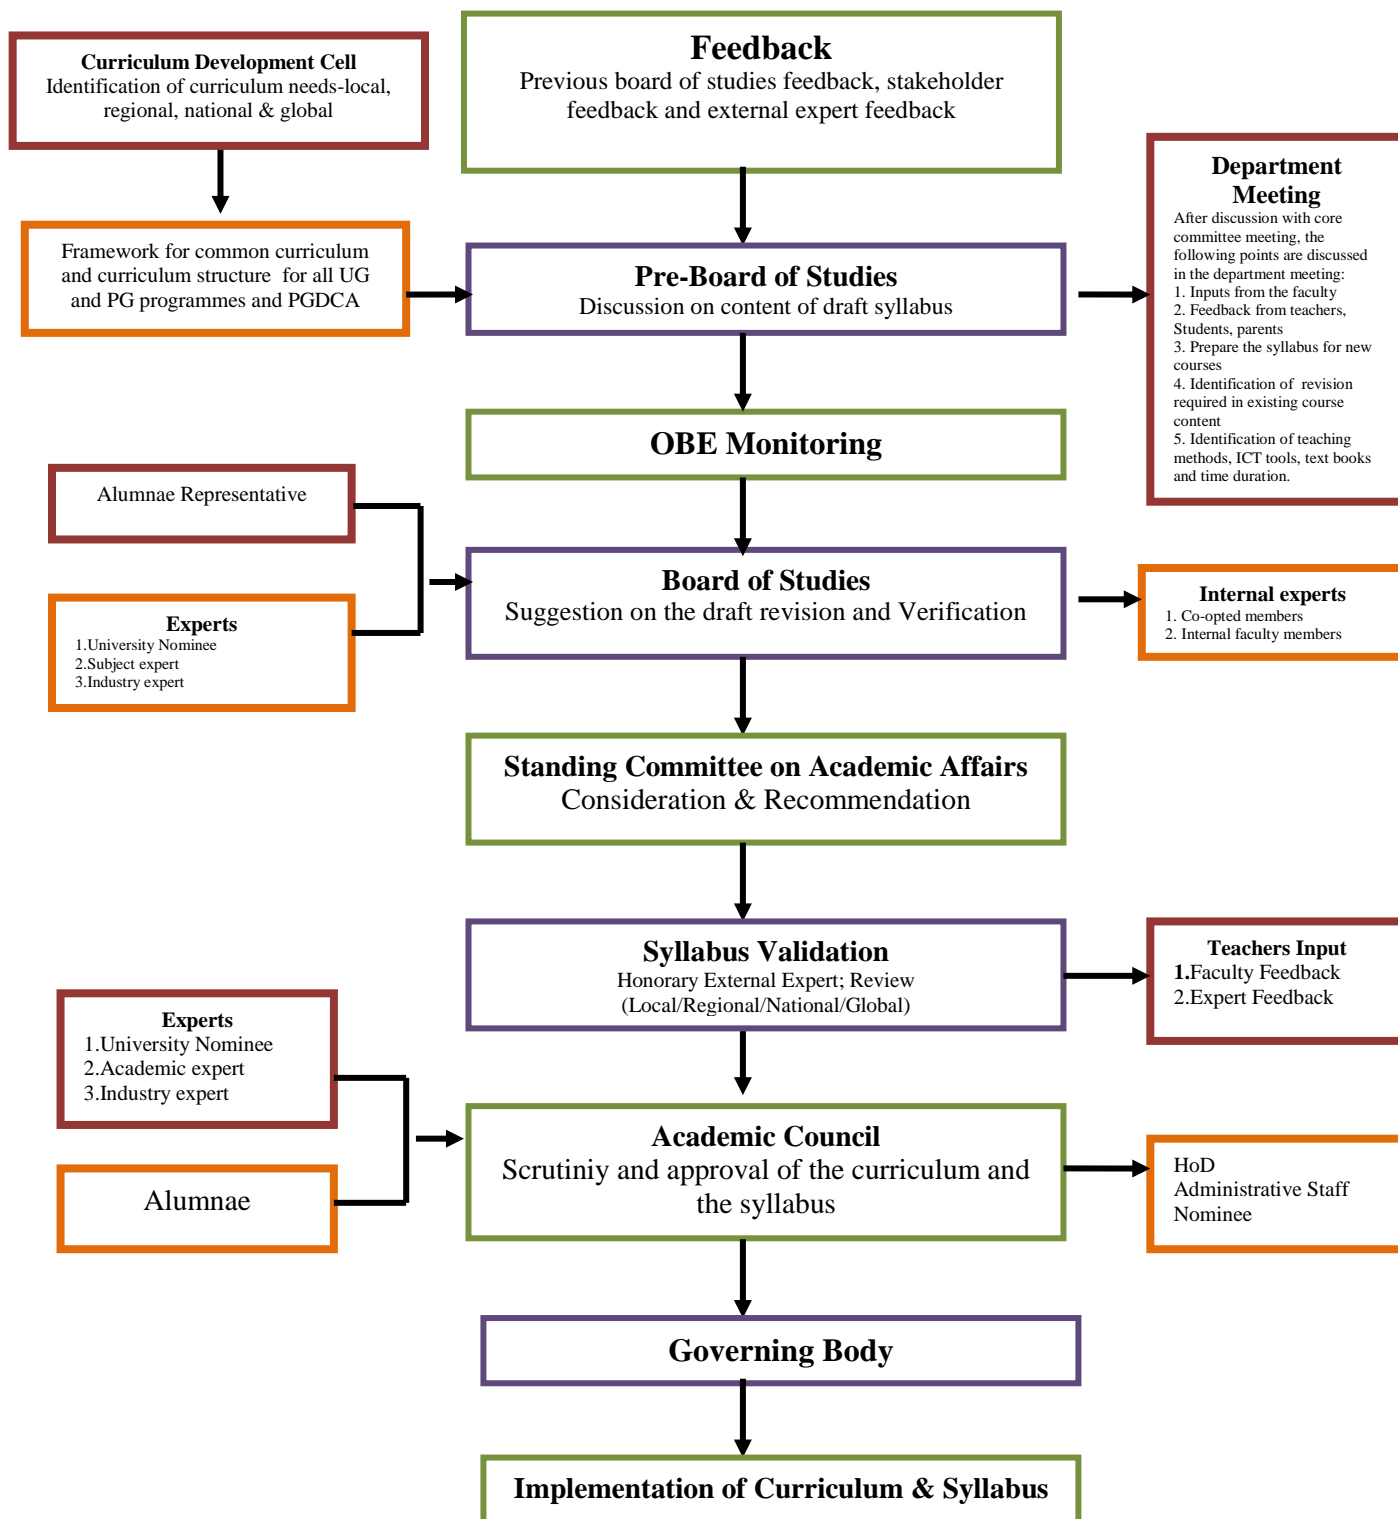 Curriculum Development Cell
Identification of curriculum needs-local,
regional, national & global
Feedback
Previous board of studies feedback, stakeholder
feedback and external expert feedback
Framework for common curriculum
and curriculum structure for all UG
and PG programmes and PGDCA
Pre-Board of Studies
Discussion on content of draft syllabus
Department
Meeting
After discussion with core
committee meeting, the
following points are discussed
in the department meeting:
1. Inputs from the faculty
2. Feedback from teachers,
Students, parents
3. Prepare the syllabus for new
courses
4. Identification of revision
required in existing course
content
5. Identification of teaching
methods, ICT tools, text books
and time duration.
OBE Monitoring
Alumnae Representative
Experts
1.University Nominee
2.Subject expert
3.Industry expert
Board of Studies
Suggestion on the draft revision and Verification
Internal experts
1. Co-opted members
2. Internal faculty members
Standing Committee on Academic Affairs
Consideration & Recommendation
Syllabus Validation
Honorary External Expert; Review
(Local/Regional/National/Global)
Teachers Input
1.Faculty Feedback
2.Expert Feedback
Experts
1.University Nominee
2.Academic expert
3.Industry expert
Alumnae
Academic Council
Scrutiniy and approval of the curriculum and
the syllabus
HoD
Administrative Staff
Nominee
Governing Body
Implementation of Curriculum & Syllabus